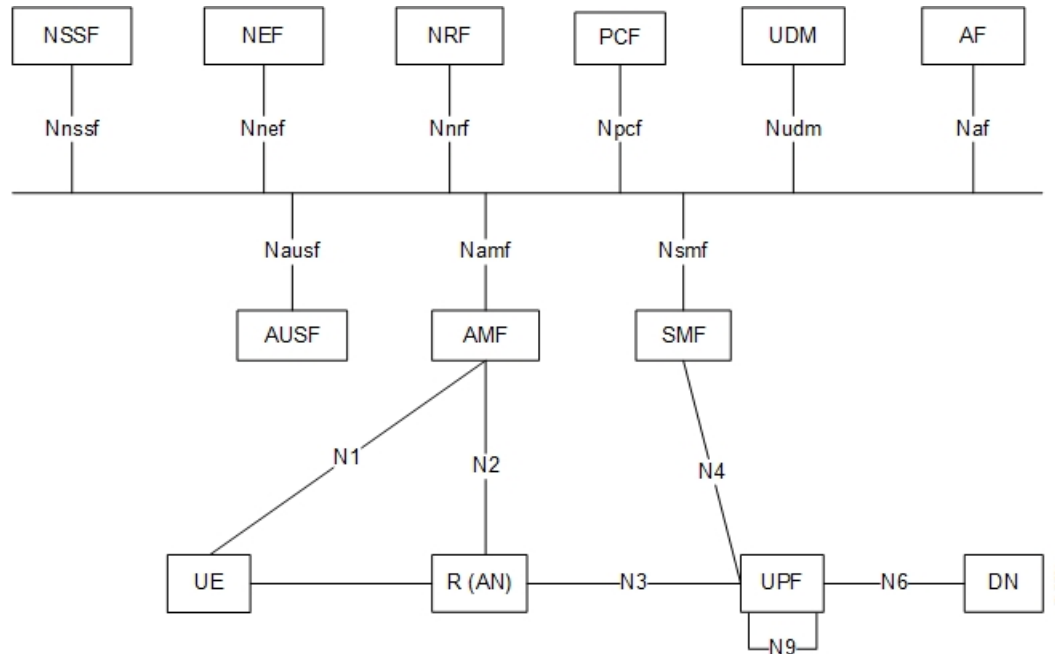 NSSF
NEF
NRF
PCF
UDM
AF
Nnssf
Nnef
Nnrf
Npcf
Nudm
Naf
Nausf
Namf
Nsmf
AUSF
AMF
SMF
N1
N2
N4
UE
R (AN)
N3
UPF
N6
DN
N9